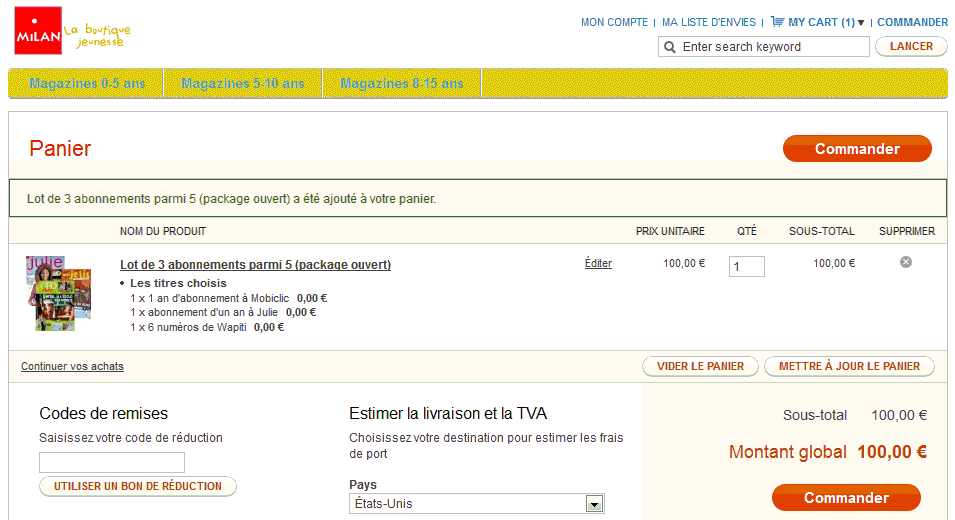 MiLAN La boutique
jeunesse
MON COMPTE | MA LISTE D'ENVIES | MY CART (1) | COMMANDER
Enter search keyword LANCER
Magazines 0-5 ans Magazines 5-10 ans Magazines 8-15 ans
Panier Commander
Lot de 3 abonnements parmi 5 (package ouvert) a été ajouté à votre panier.
NOM DU PRODUIT PRIX UNITAIRE QTÉ SOUS-TOTAL SUPPRIMER
julie
Lot de 3 abonnements parmi 5 (package ouvert) Éditer 100,00 € 1 100,00 €
Les titres choisis
1 x 1 an d'abonnement à Mobiclic 0,00 €
1 x abonnement d'un an à Julie 0,00 €
1 x 6 numéros de Wapiti 0,00 €
Continuer vos achats VIDER LE PANIER METTRE À JOUR LE PANIER
Codes de remises
Saisissez votre code de réduction
UTILISER UN BON DE RÉDUCTION
Estimer la livraison et la TVA
Choisissez votre destination pour estimer les frais
de port
Pays
États-Unis
Sous-total 100,00 €
Montant global 100,00 €
Commander